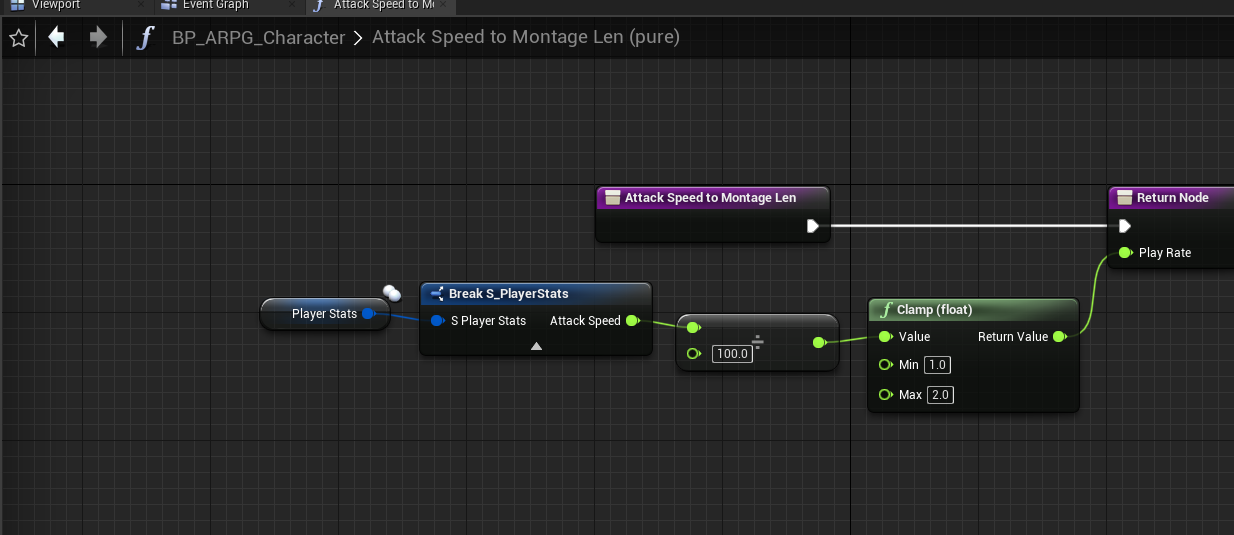 Viewport
Event Graph
Attack Speed to Mo
BP_ARPG_Character > Attack Speed to Montage Len (pure)
Attack Speed to Montage Len
Return Node
Play Rate
Player Stats
Break S_PlayerStats
S Player Stats
Attack Speed
100.0
÷
Clamp (float)
Value
Return Value
Min 1.0
Max 2.0